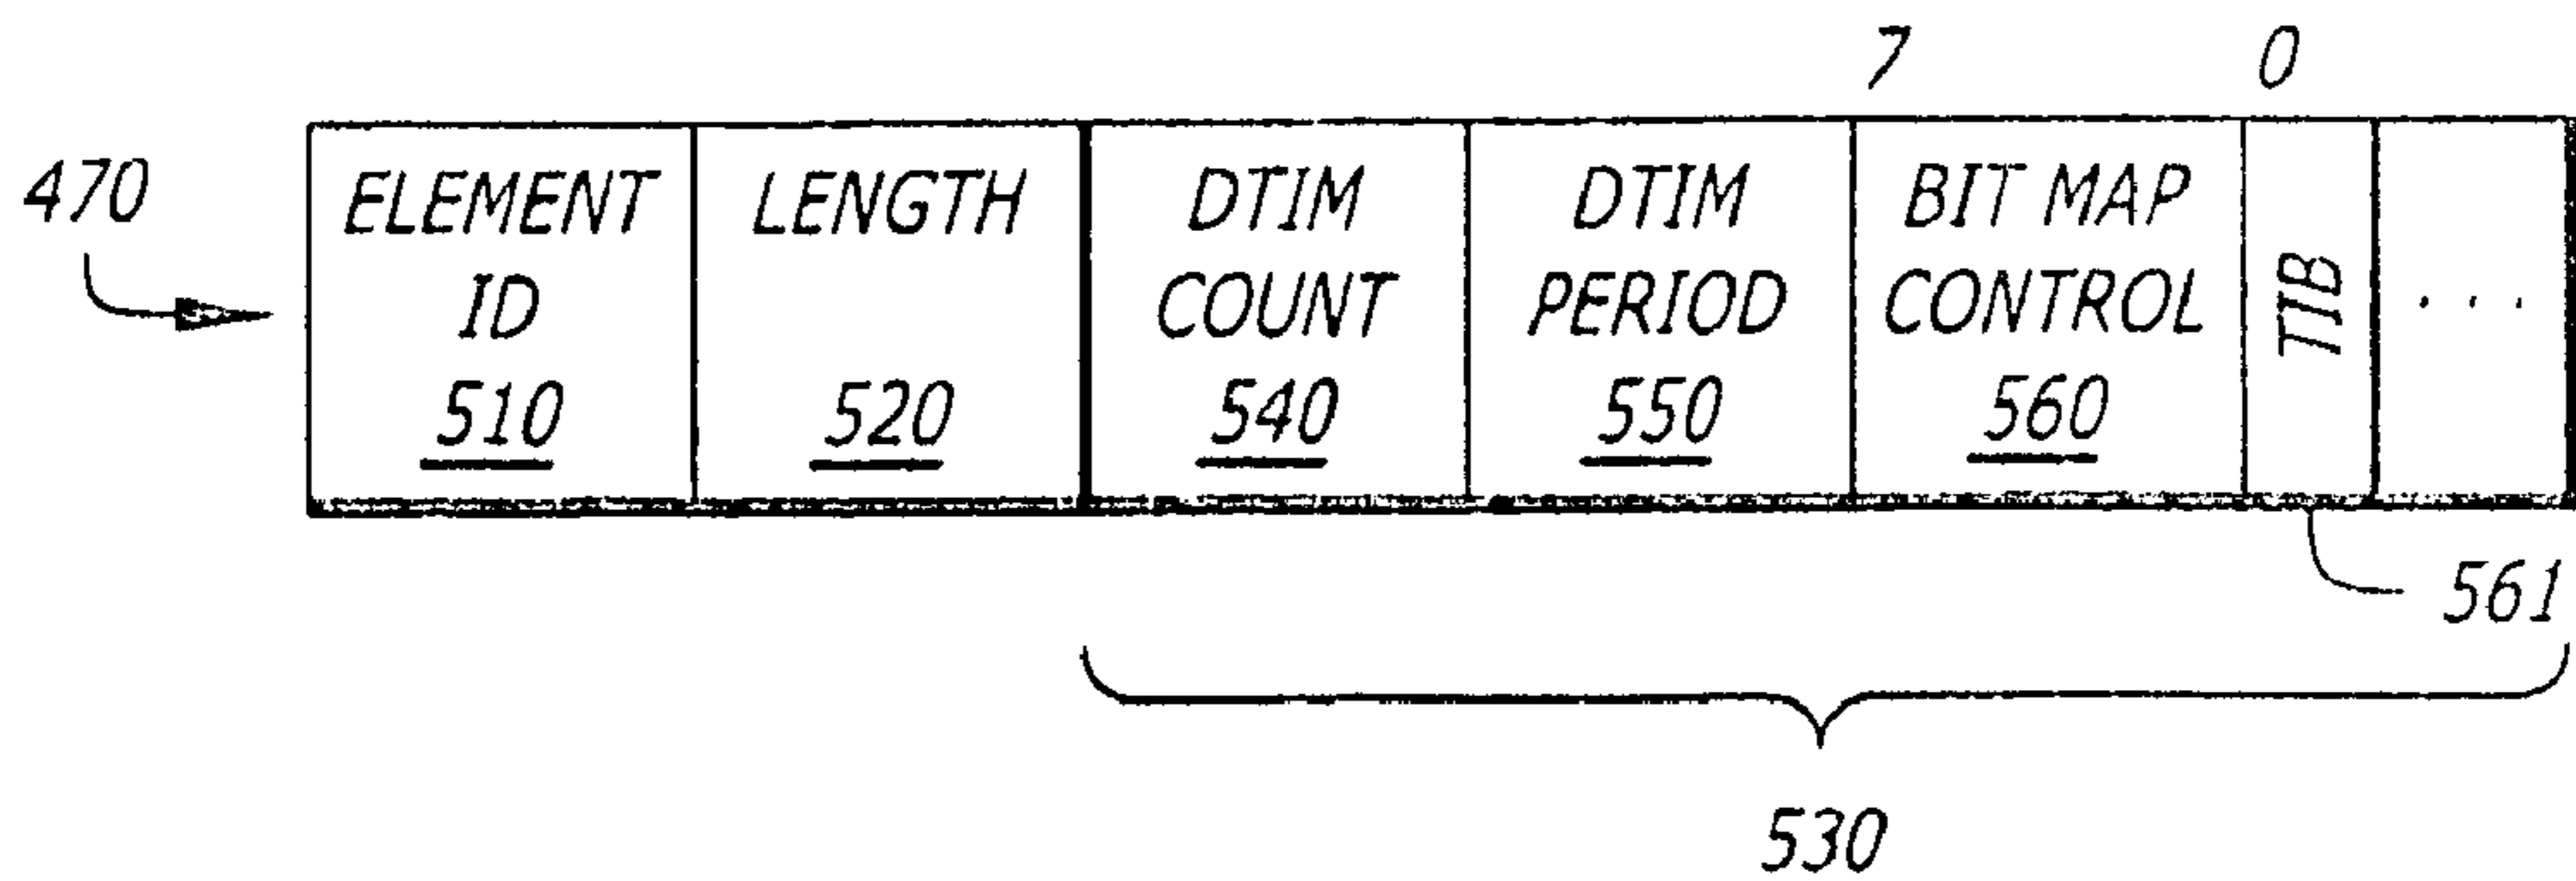 7 0
470
ELEMENT ID 510
LENGTH 520
DTIM COUNT 540
DTIM PERIOD 550
BIT MAP CONTROL 560
TIB
. . .
561
530